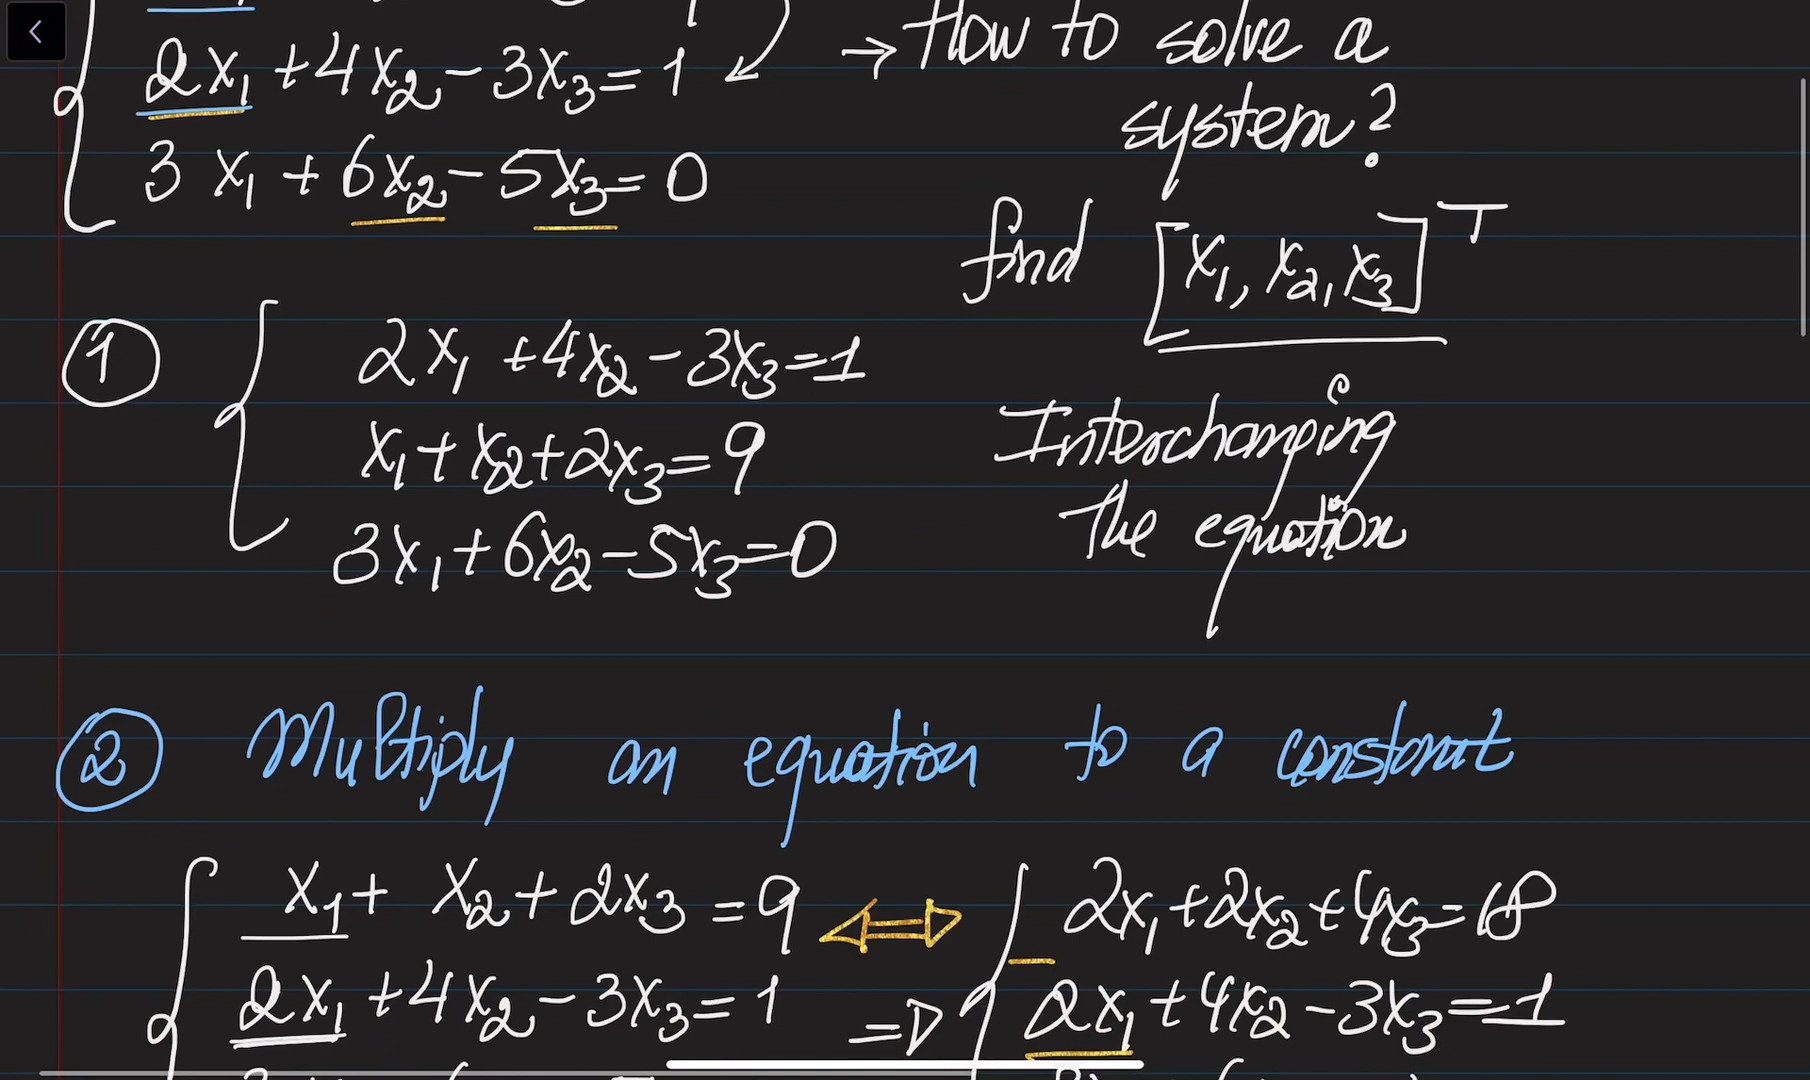 2x₁ + 4x₂ - 3x₃ = 1
3x₁ + 6x₂ - 5x₃ = 0
→ How to solve a
system?
find [x₁, x₂, x₃]ᵀ
① 2x₁ + 4x₂ - 3x₃ = 1
x₁ + x₂ + 2x₃ = 9
3x₁ + 6x₂ - 5x₃ = 0
Interchanging
the equation
② Multiply an equation to a constant
x₁ + x₂ + 2x₃ = 9 ⇔ 2x₁ + 2x₂ + 4x₃ = 18
2x₁ + 4x₂ - 3x₃ = 1 ⇒ 2x₁ + 4x₂ - 3x₃ = 1